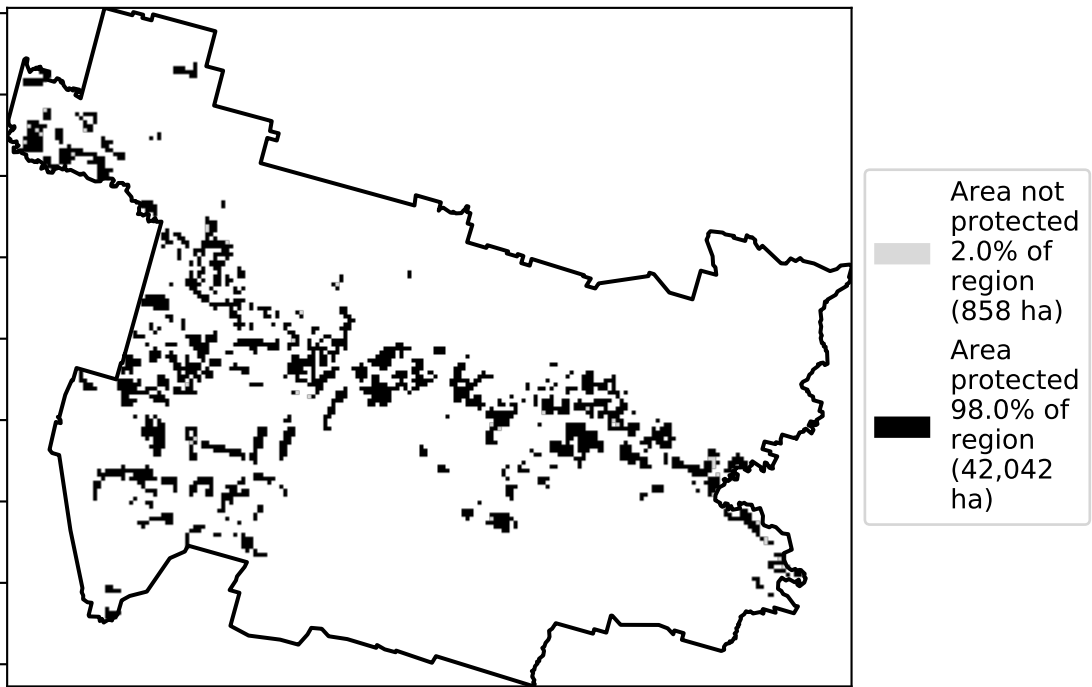 Area not
protected
2.0% of
region
(858 ha)
Area
protected
98.0% of
region
(42,042
ha)